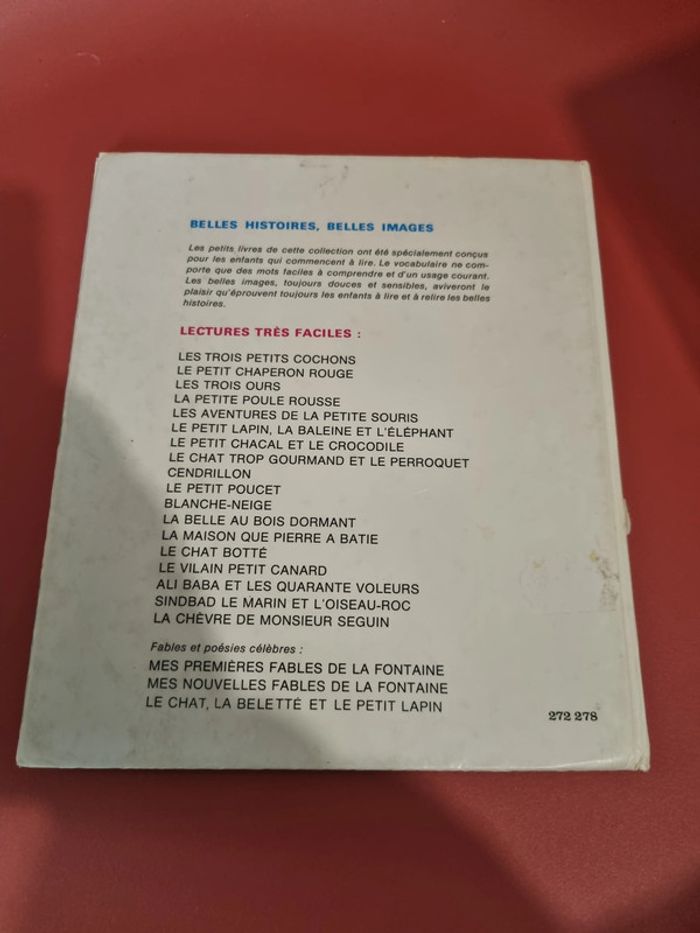 BELLES HISTOIRES, BELLES IMAGES
Les petits livres de cette collection ont été spécialement conçus
pour les enfants qui commencent à lire. Le vocabulaire ne com-
porte que des mots faciles à comprendre et d'un usage courant.
Les belles images, toujours douces et sensibles, aviveront le
plaisir qu'éprouvent toujours les enfants à lire et à relire les belles
histoires.
LECTURES TRÈS FACILES :
LES TROIS PETITS COCHONS
LE PETIT CHAPERON ROUGE
LES TROIS OURS
LA PETITE POULE ROUSSE
LES AVENTURES DE LA PETITE SOURIS
LE PETIT LAPIN, LA BALEINE ET L'ÉLÉPHANT
LE PETIT CHACAL ET LE CROCODILE
LE CHAT TROP GOURMAND ET LE PERROQUET
CENDRILLON
LE PETIT POUCET
BLANCHE-NEIGE
LA BELLE AU BOIS DORMANT
LA MAISON QUE PIERRE A BATIE
LE CHAT BOTTÉ
LE VILAIN PETIT CANARD
ALI BABA ET LES QUARANTE VOLEURS
SINDBAD LE MARIN ET L'OISEAU-ROC
LA CHÈVRE DE MONSIEUR SEGUIN
Fables et poésies célèbres :
MES PREMIÈRES FABLES DE LA FONTAINE
MES NOUVELLES FABLES DE LA FONTAINE
LE CHAT, LA BELETTE ET LE PETIT LAPIN
272 278